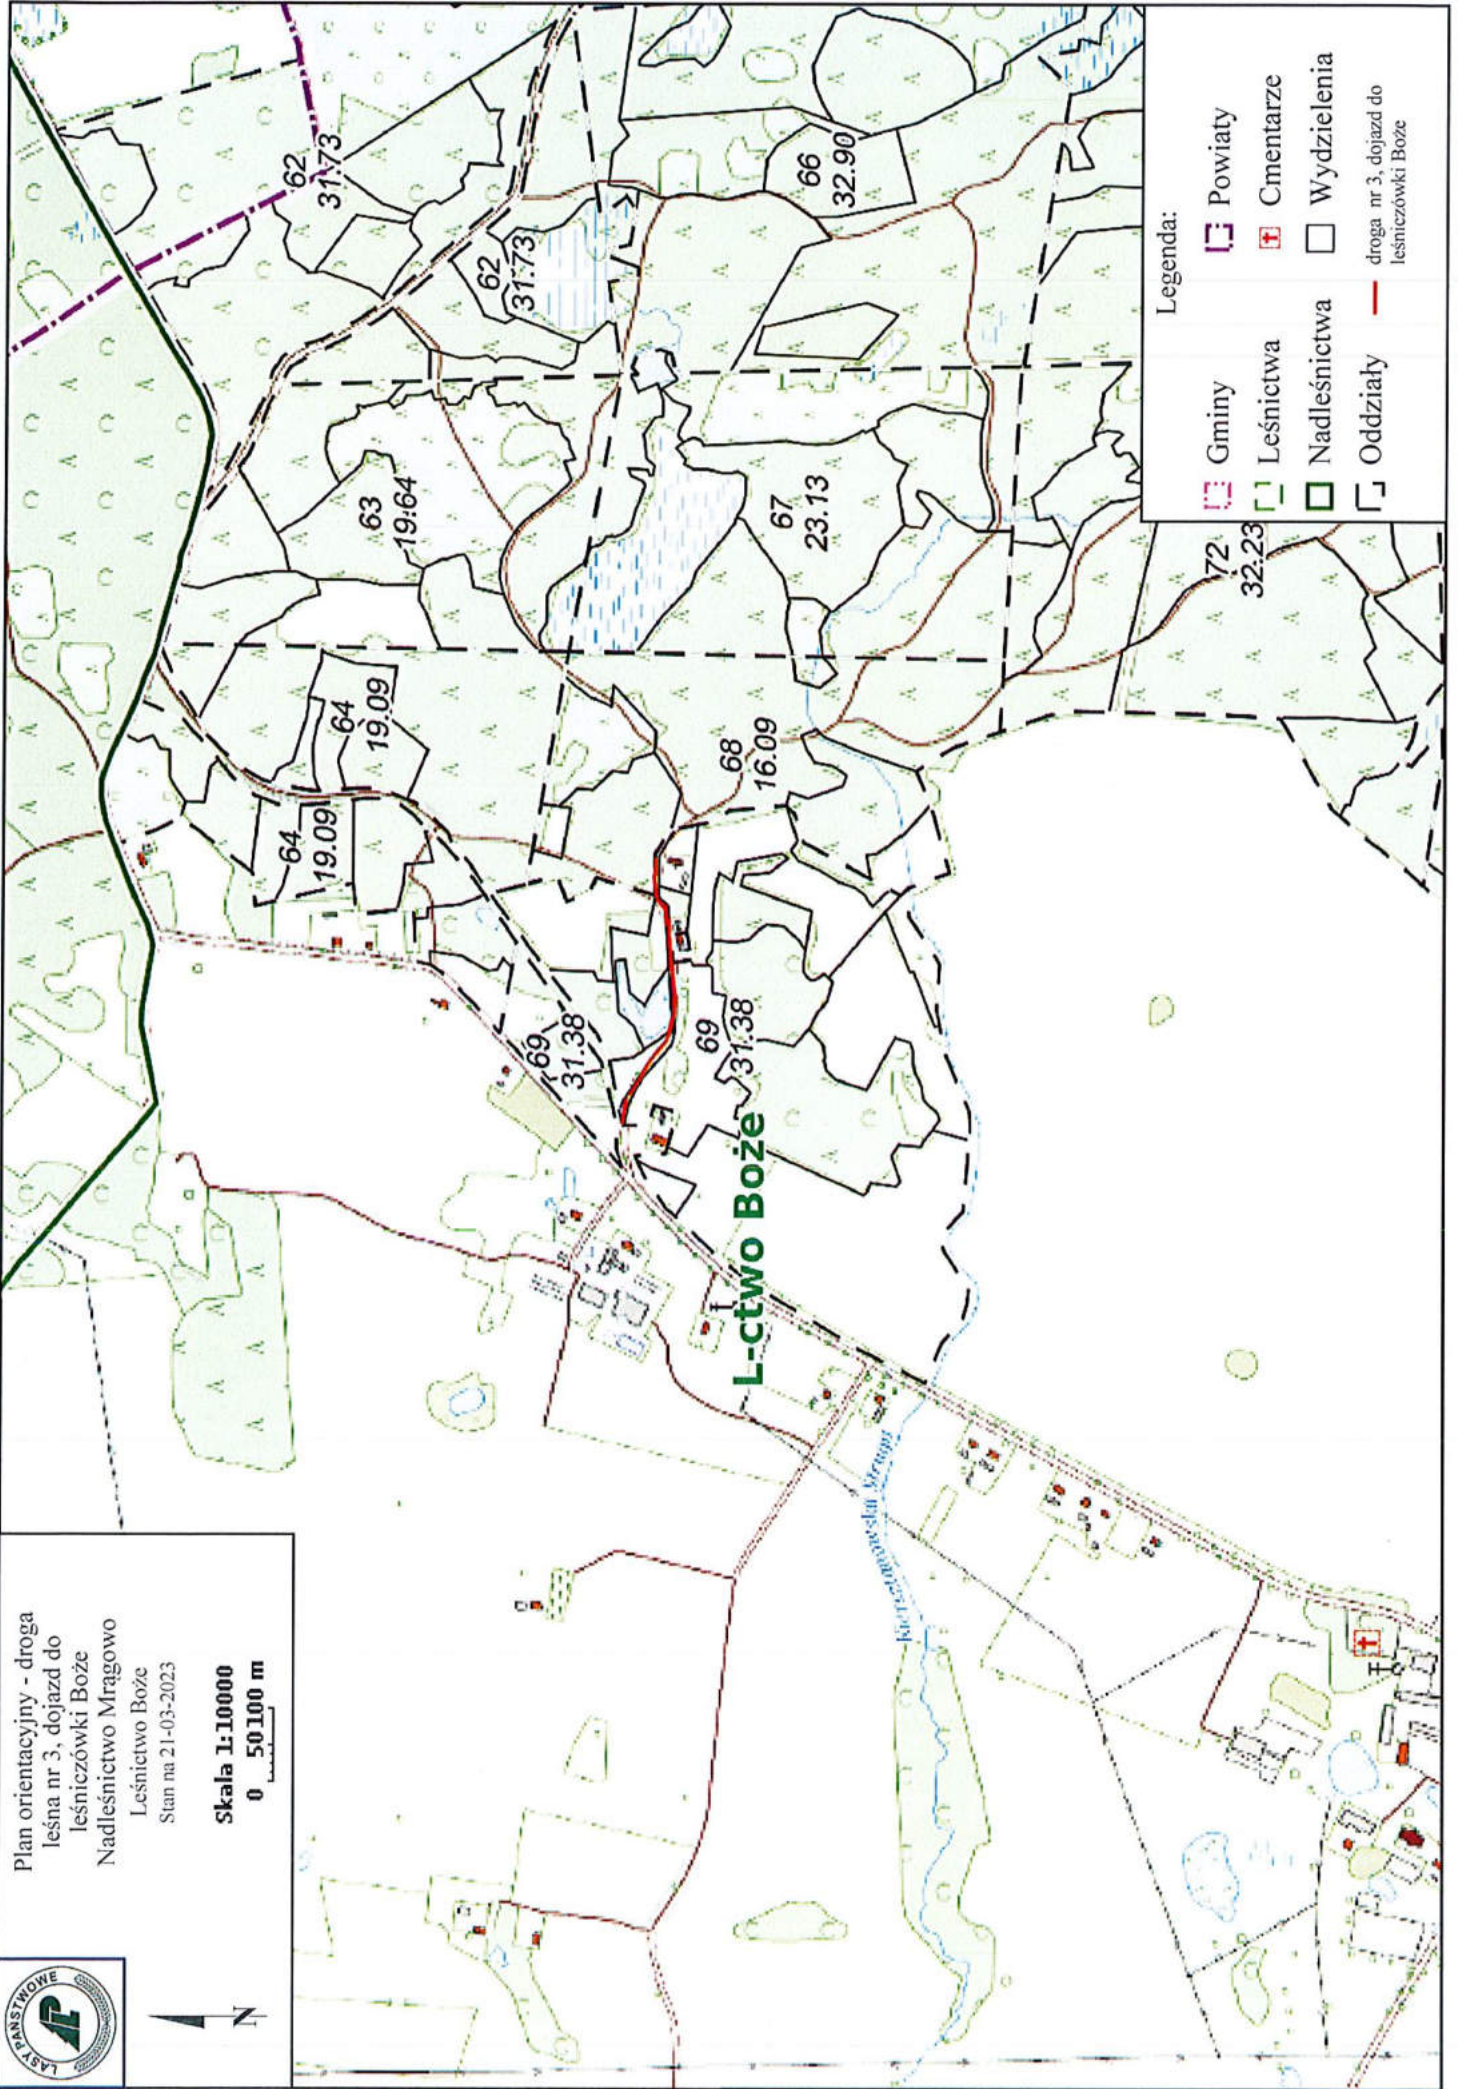 LASY PAŃSTWOWE
LP
Plan orientacyjny - droga
leśna nr 3, dojazd do
leśniczówki Boże
Nadleśnictwo Mrągowo
Leśnictwo Boże
Stan na 21-03-2023
Skala 1:10000
0 50100 m
N
62
31.73
62
31.73
63
19.64
64
19.09
64
19.09
66
32.90
67
23.13
68
16.09
69
31.38
69
31.38
72
32.23
L-ctwo Boże
Legenda:
Gminy
Powiaty
Leśnictwa
Cmentarze
Nadleśnictwa
Wydzielenia
Oddziały
droga nr 3, dojazd do
leśniczówki Boże